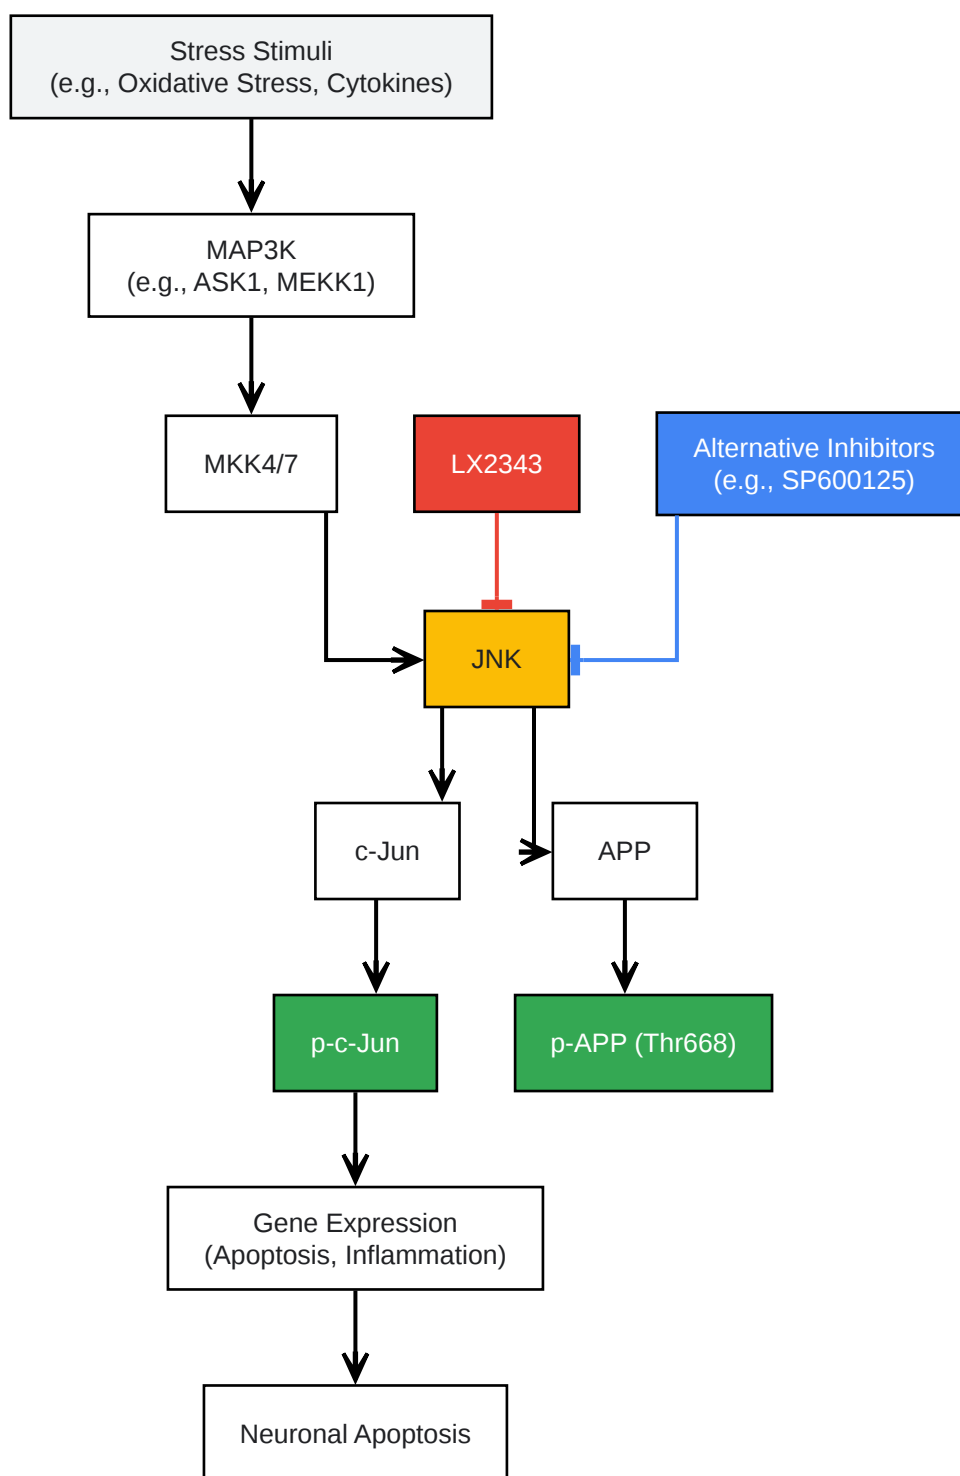 Stress Stimuli
(e.g., Oxidative Stress, Cytokines)
MAP3K
(e.g., ASK1, MEKK1)
MKK4/7
LX2343
Alternative Inhibitors
(e.g., SP600125)
JNK
c-Jun
APP
p-c-Jun
p-APP (Thr668)
Gene Expression
(Apoptosis, Inflammation)
Neuronal Apoptosis